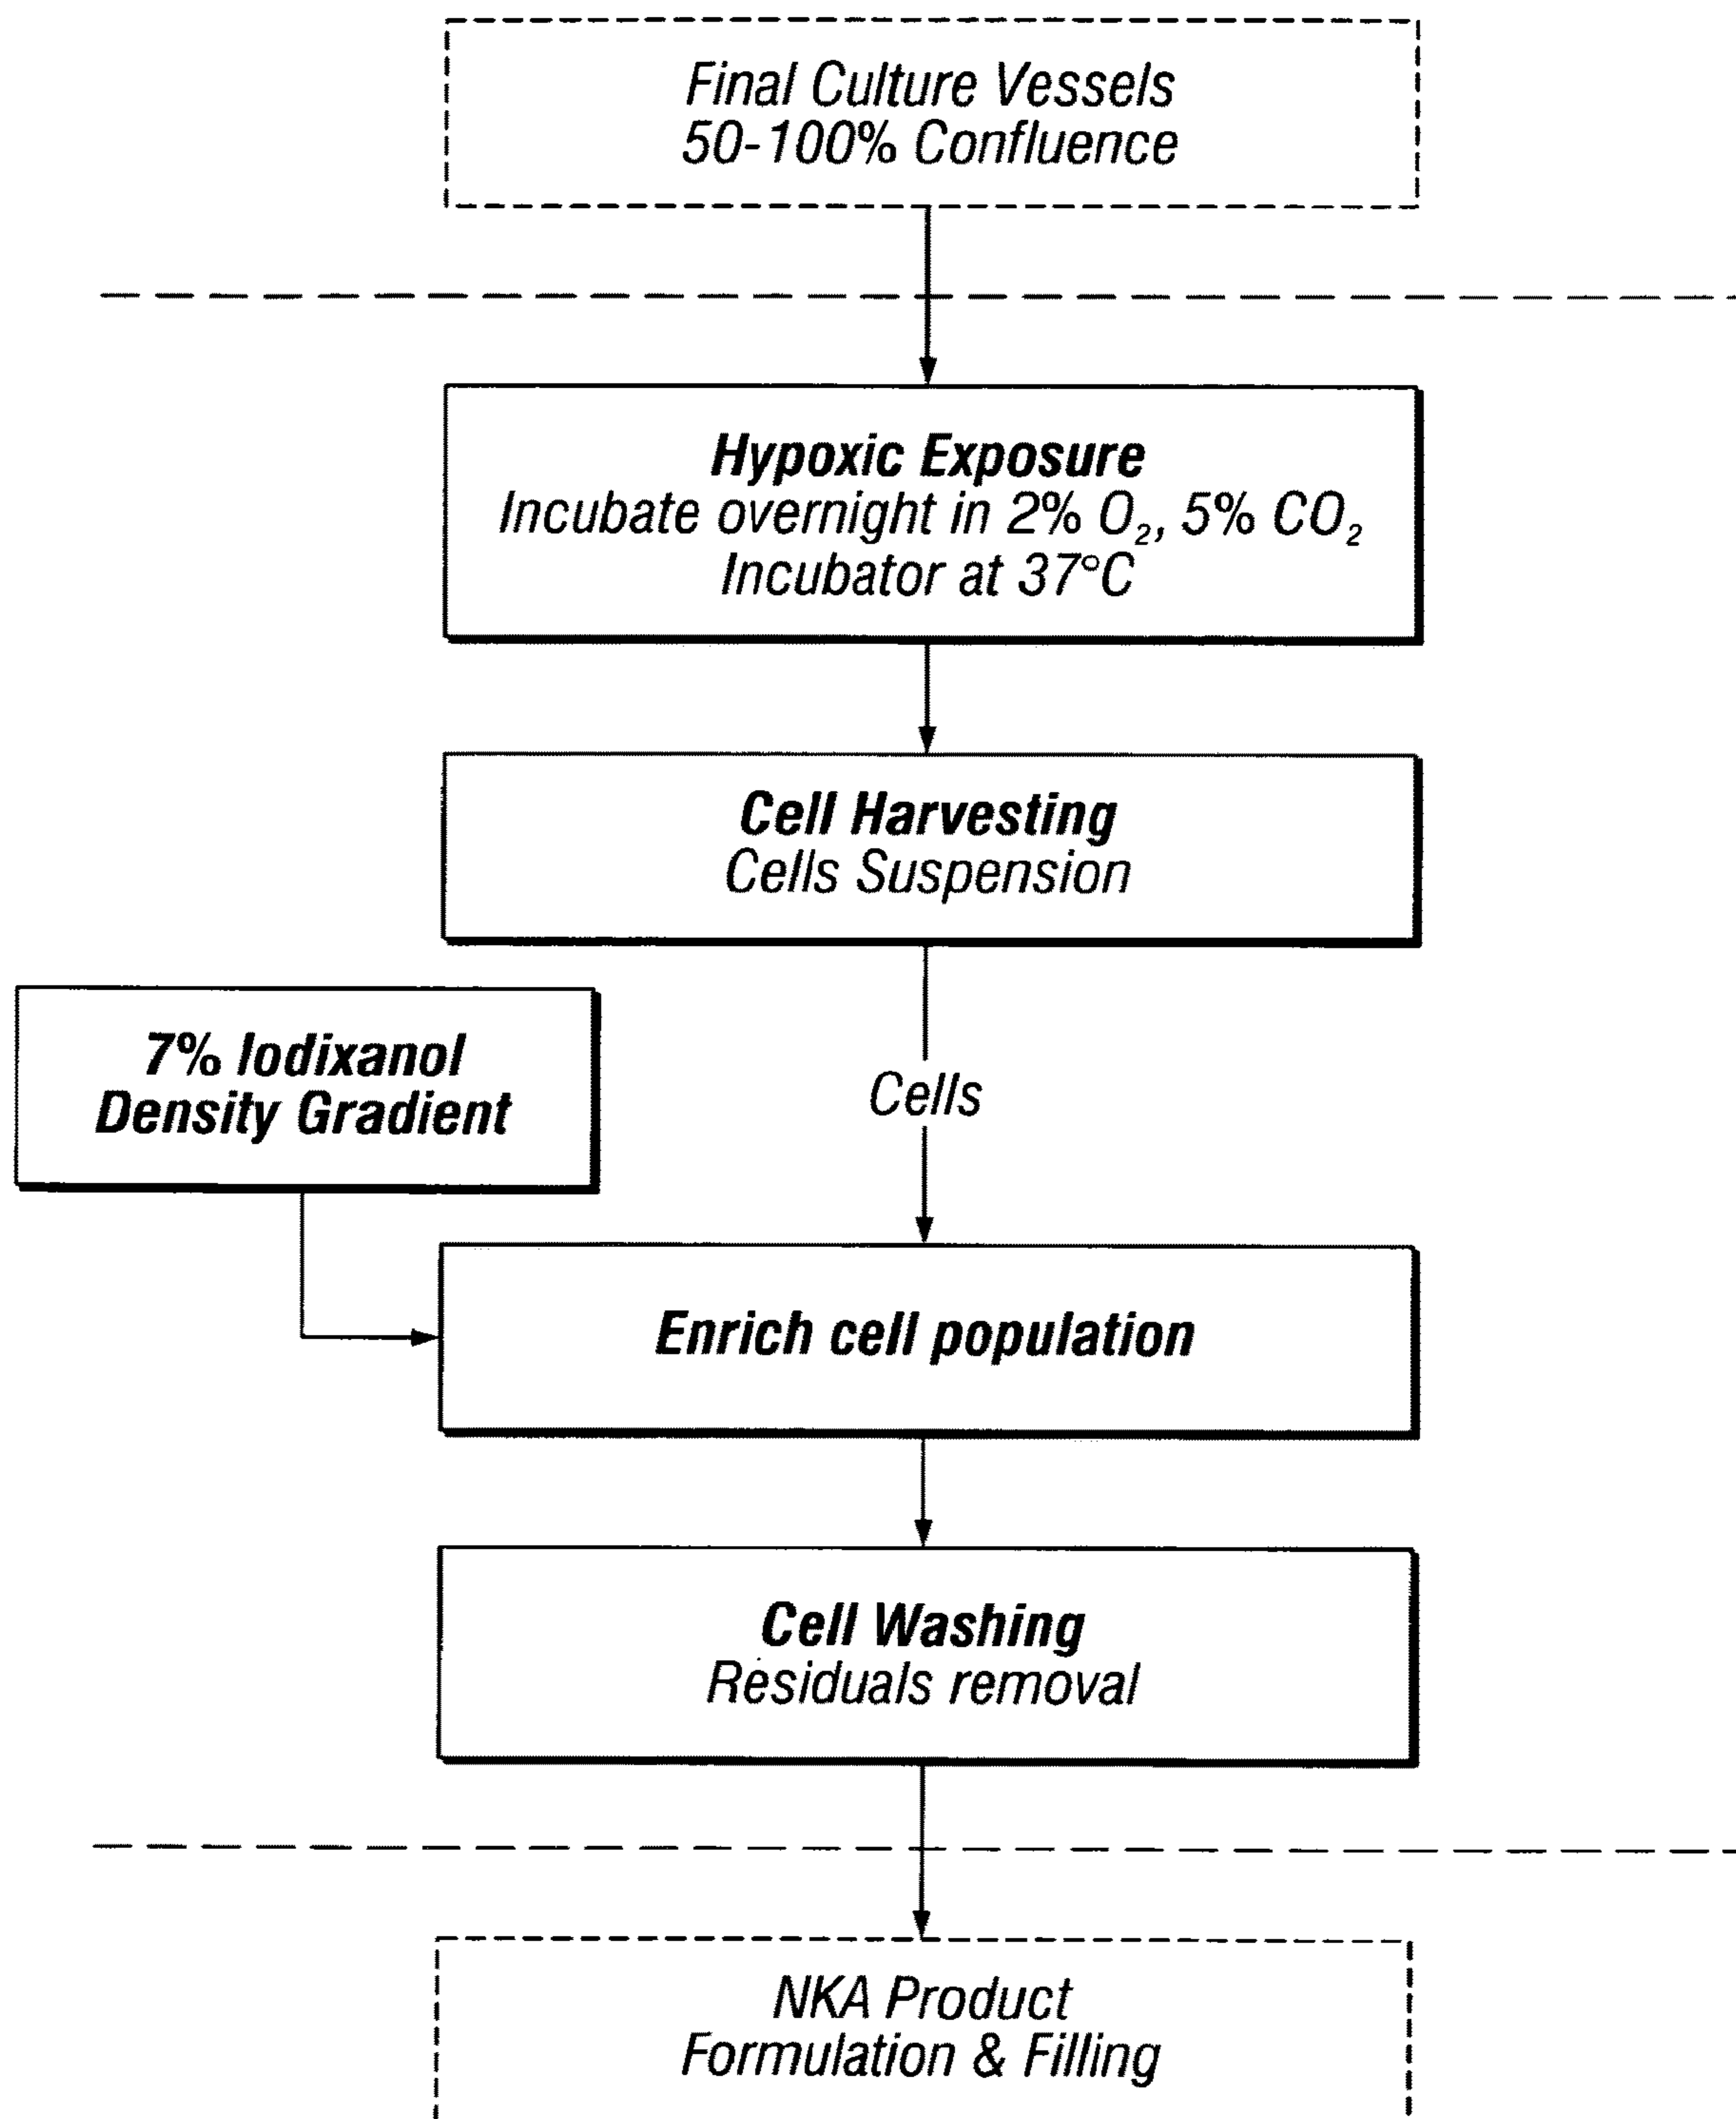 Final Culture Vessels
50-100% Confluence
Hypoxic Exposure
Incubate overnight in 2% O₂, 5% CO₂
Incubator at 37°C
Cell Harvesting
Cells Suspension
7% Iodixanol
Density Gradient
Cells
Enrich cell population
Cell Washing
Residuals removal
NKA Product
Formulation & Filling